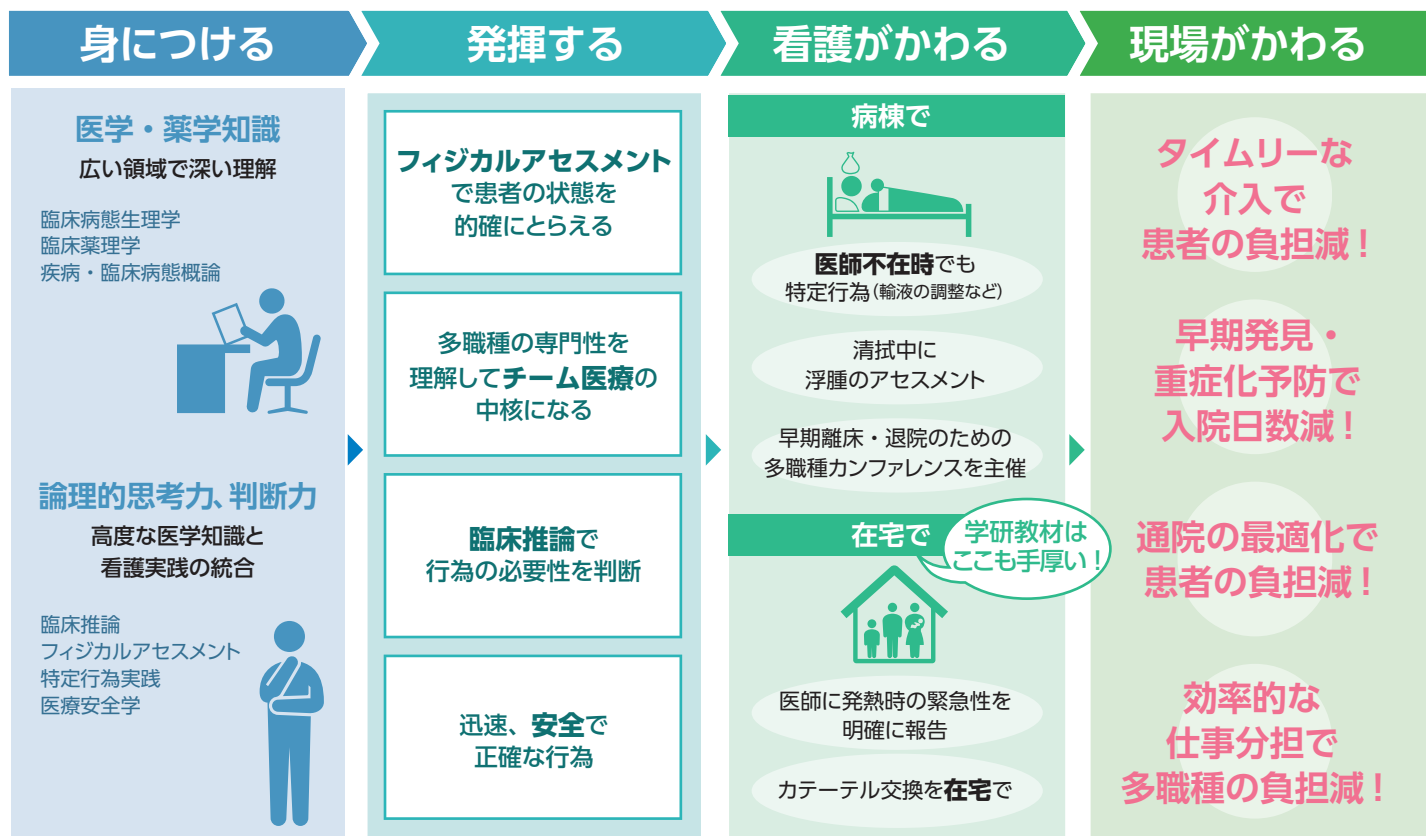 身につける
医学・薬学知識
広い領域で深い理解
臨床病態生理学
臨床薬理学
疾病・臨床病態概論
論理的思考力、判断力
高度な医学知識と
看護実践の統合
臨床推論
フィジカルアセスメント
特定行為実践
医療安全学
発揮する
フィジカルアセスメント
で患者の状態を
的確にとらえる
多職種の専門性を
理解してチーム医療の
中核になる
臨床推論で
行為の必要性を判断
迅速、安全で
正確な行為
看護がかわる
病棟で
医師不在時でも
特定行為(輸液の調整など)
清拭中に
浮腫のアセスメント
早期離床・退院のための
多職種カンファレンスを主催
在宅で
学研教材は
ここも手厚い！
医師に発熱時の緊急性を
明確に報告
カテーテル交換を在宅で
現場がかわる
タイムリーな
介入で
患者の負担減！
早期発見・
重症化予防で
入院日数減！
通院の最適化で
患者の負担減！
効率的な
仕事分担で
多職種の負担減！